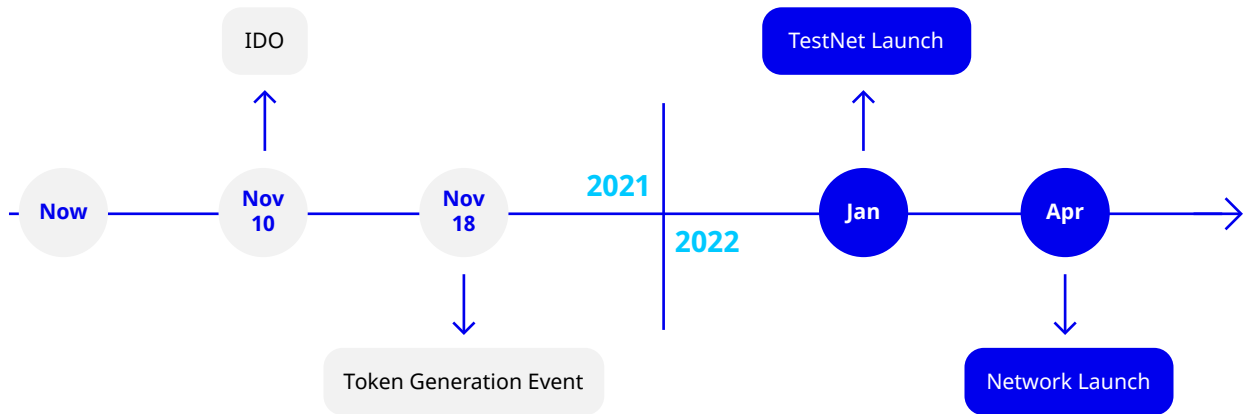 IDO
TestNet Launch
Now
Nov
10
Nov
18
2021
2022
Jan
Apr
Token Generation Event
Network Launch